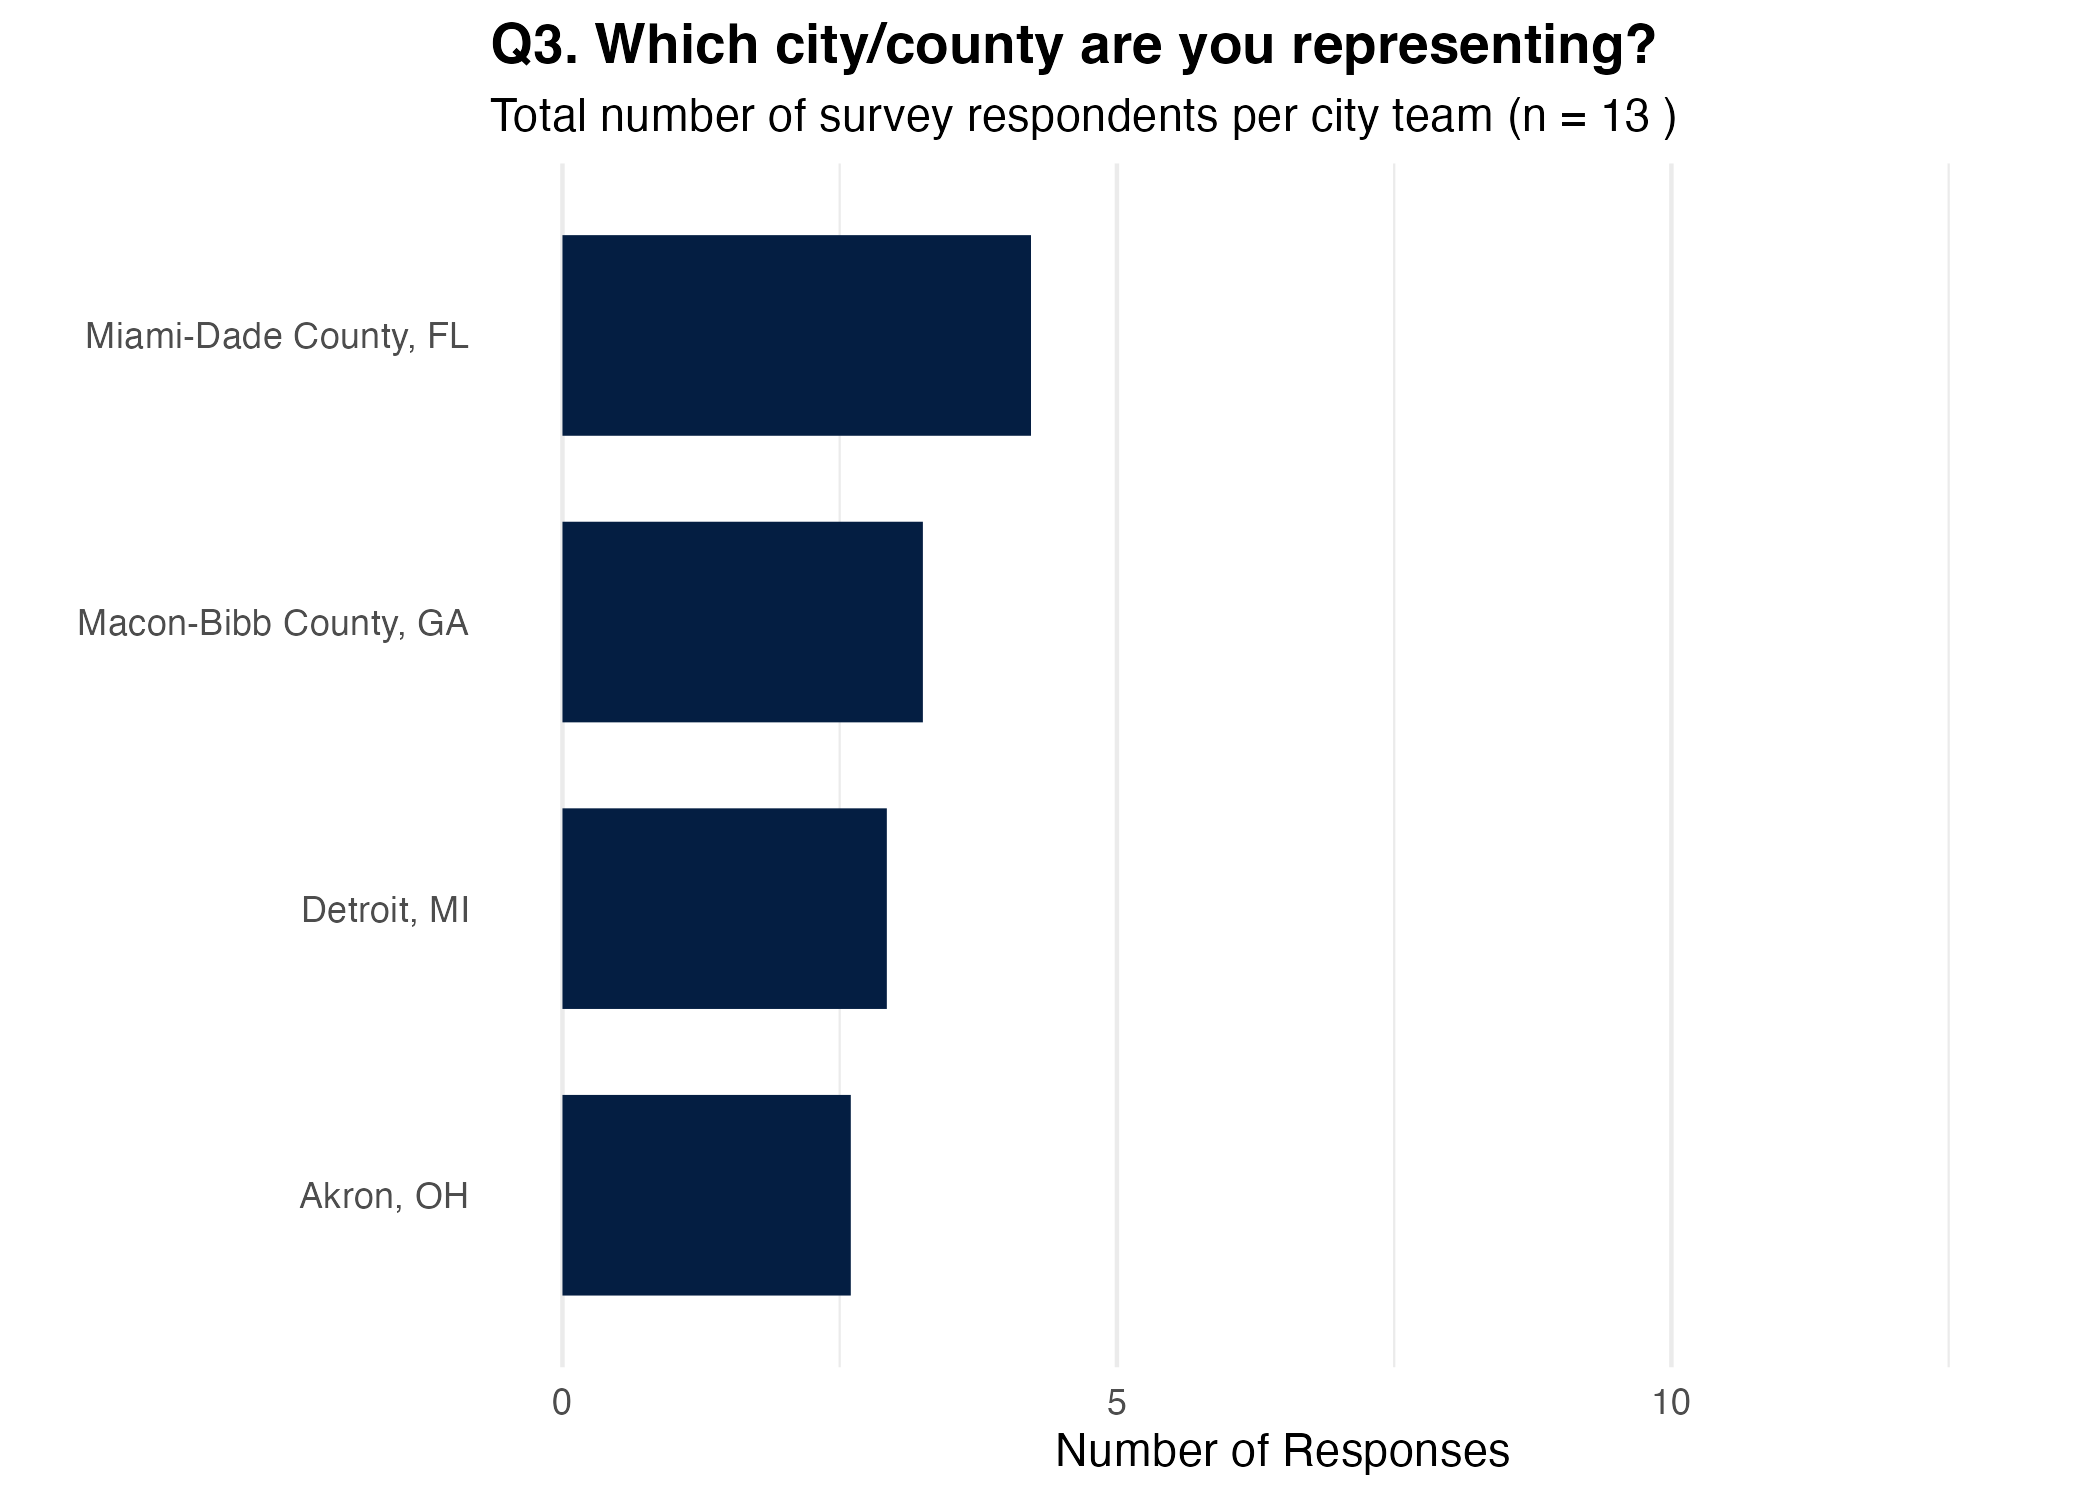 Q3. Which city/county are you representing?
Total number of survey respondents per city team (n = 13 )
Miami-Dade County, FL
Macon-Bibb County, GA
Detroit, MI
Akron, OH
0 5 10
Number of Responses